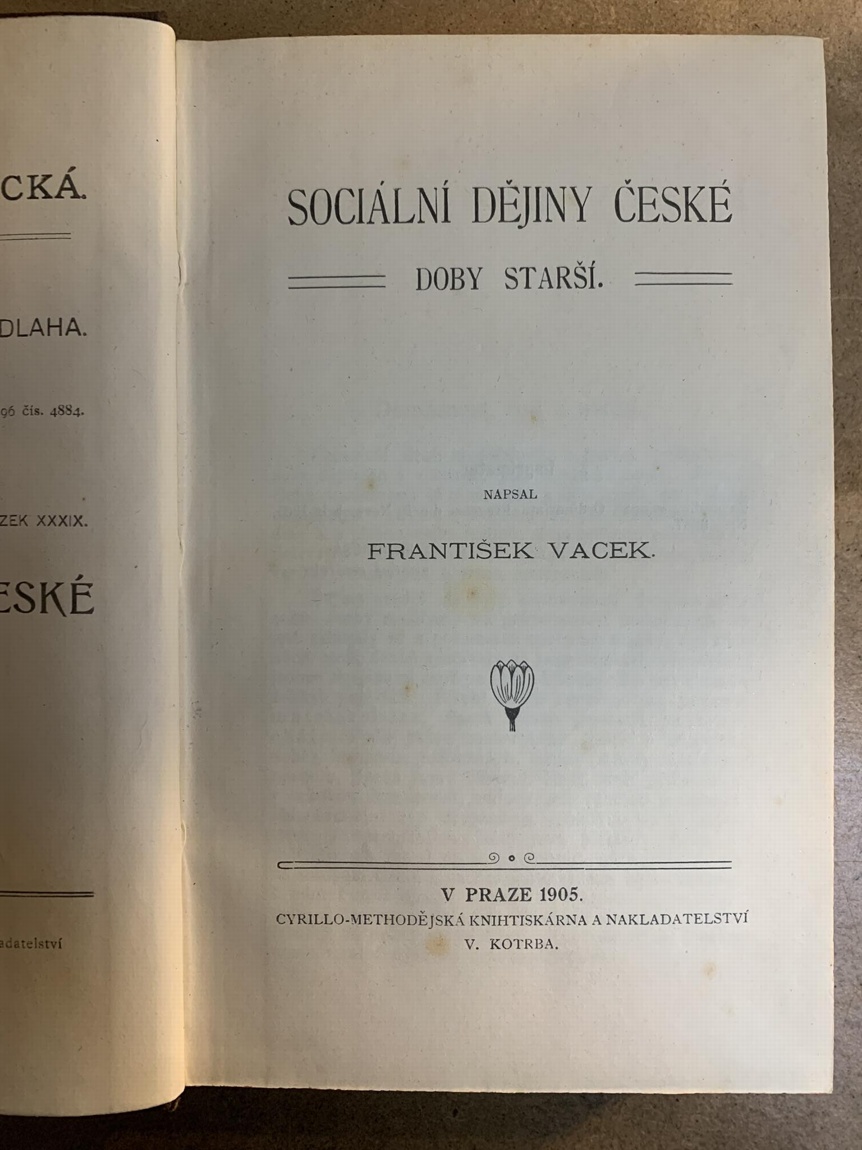 CKÁ.
DLAHA.
96 čís. 4884.
ZEK XXXIX.
ESKÉ
adatelství
SOCIÁLNÍ DĚJINY ČESKÉ
DOBY STARŠÍ.
NAPSAL
FRANTIŠEK VACEK.
V PRAZE 1905.
CYRILLO-METHODĚJSKÁ KNIHTISKÁRNA A NAKLADATELSTVÍ
V. KOTRBA.